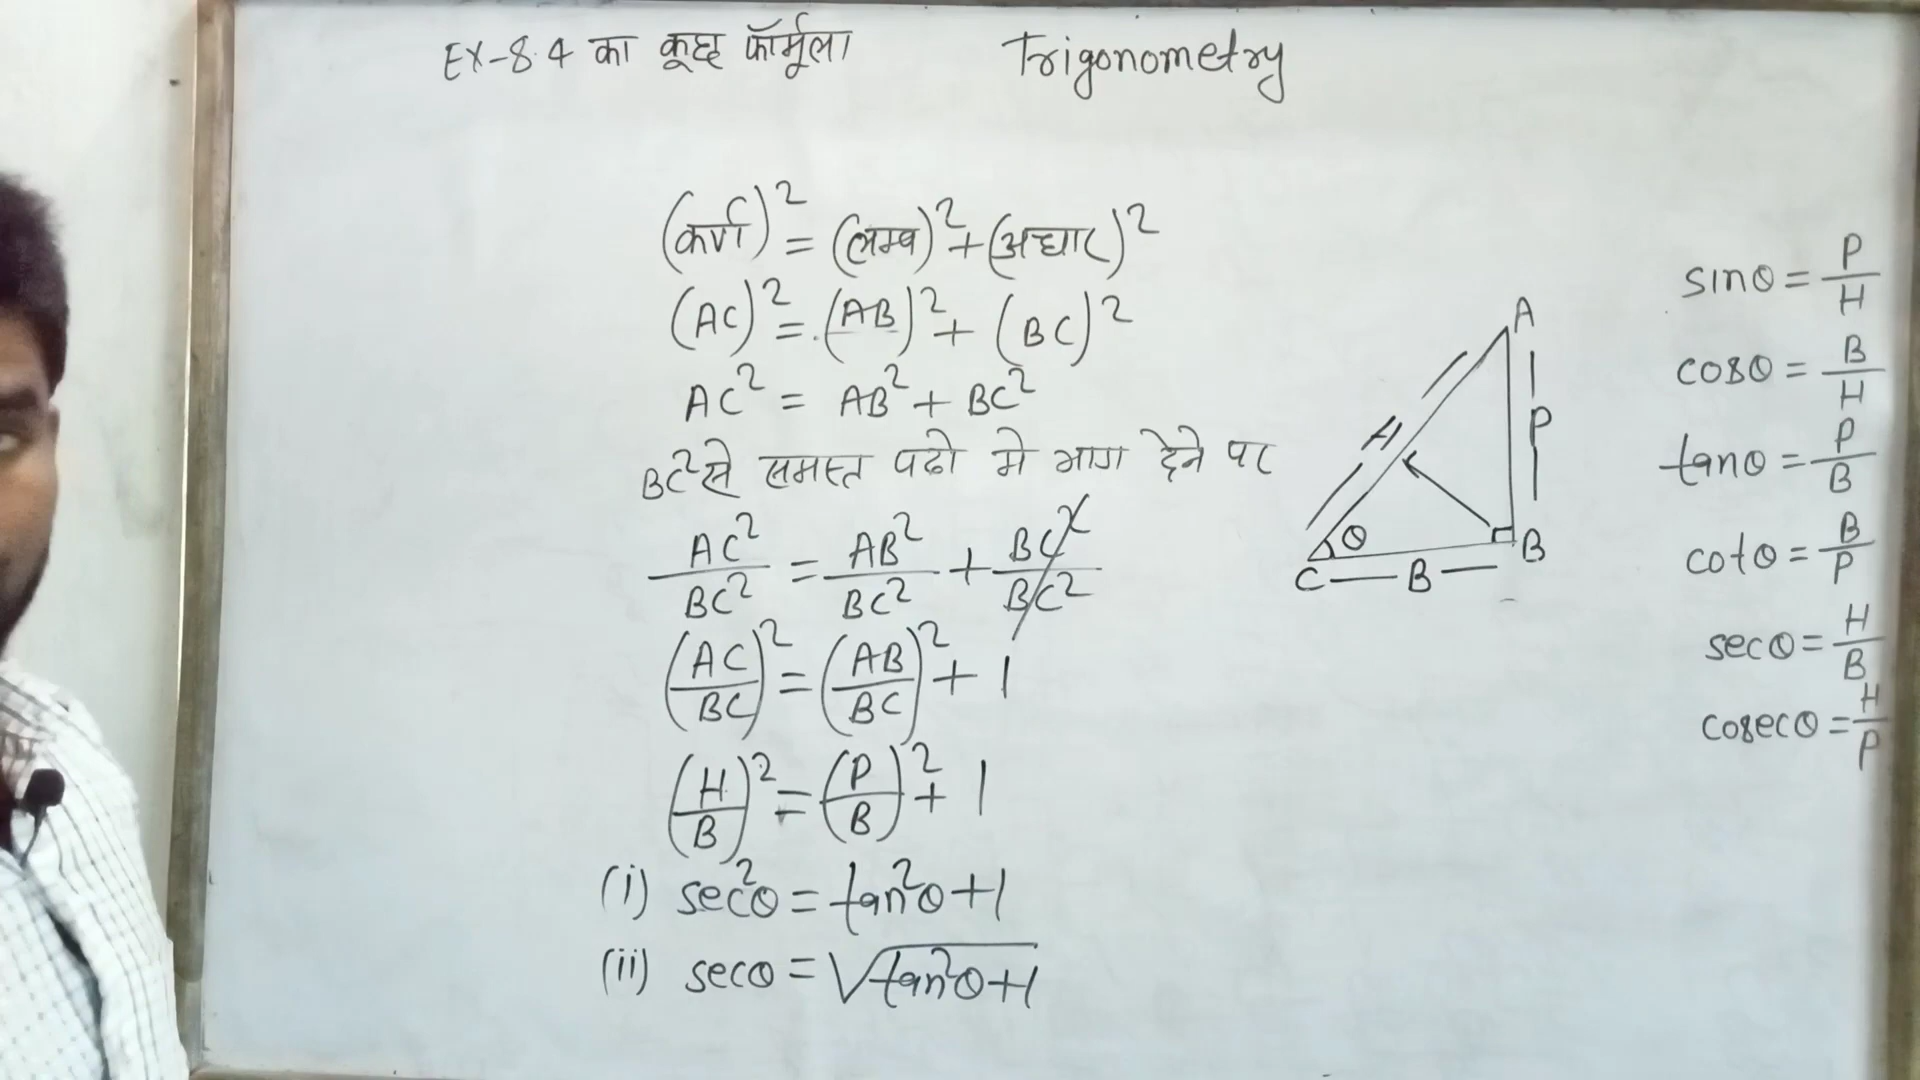 EX-8.4 का कूछ फॉर्मूला Trigonometry
(कर्ण)² = (लम्ब)² + (अधार)²
(AC)² = (AB)² + (BC)²
AC² = AB² + BC²
BC² से समस्त पदो मे भाग देने पर
AC²/BC² = AB²/BC² + BC²/BC²
(AC/BC)² = (AB/BC)² + 1
(H/B)² = (P/B)² + 1
(i) sec²θ = tan²θ + 1
(ii) secθ = √tan²θ+1
A
H
P
θ
C B B
sinθ = P/H
cosθ = B/H
tanθ = P/B
cotθ = B/P
secθ = H/B
cosecθ = H/P